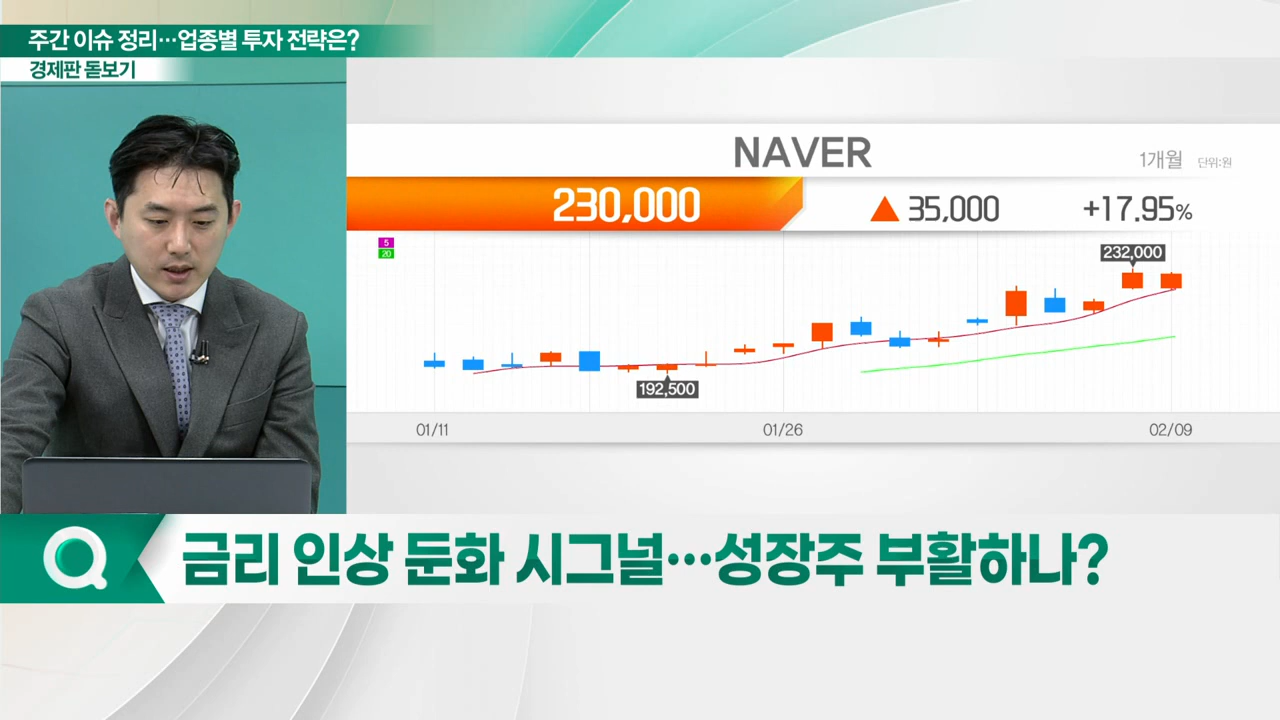 주간 이슈 정리…업종별 투자 전략은?
경제판 돋보기
NAVER
1개월 단위:원
230,000 ▲ 35,000 +17.95%
5
20
232,000
192,500
01/11 01/26 02/09
금리 인상 둔화 시그널…성장주 부활하나?